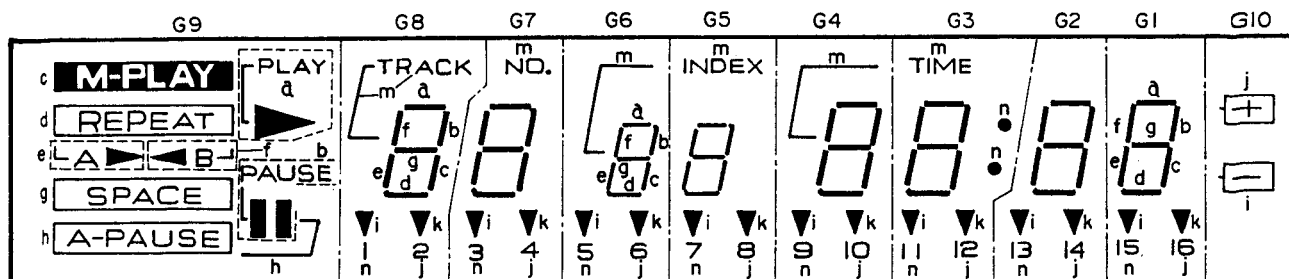 G9 G8 G7 G6 G5 G4 G3 G2 G1 G10
m m m m m
c M-PLAY PLAY TRACK NO. INDEX TIME j
a m a a a
d REPEAT f b f b n f g b +
e A B f b g a g n e c −
g SPACE PAUSE e d c e d c d i
h A-PAUSE i k i k i k i k i k i k i k i k
1 2 3 4 5 6 7 8 9 10 11 12 13 14 15 16
h n j n j n j n j n j n j n j n j